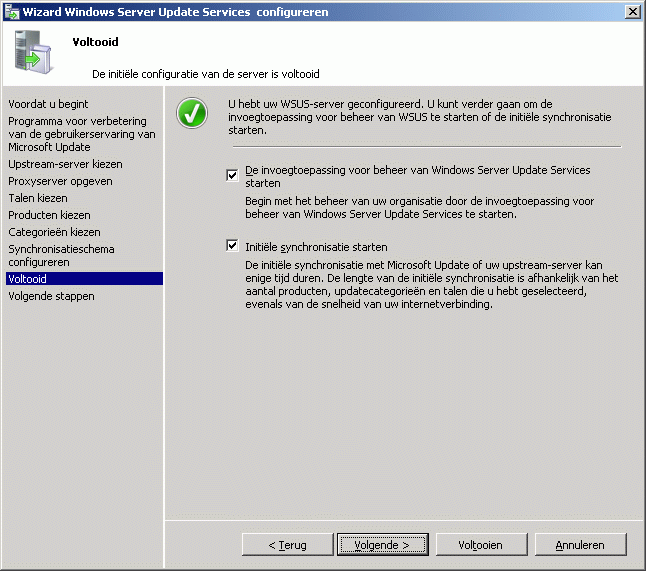 Wizard Windows Server Update Services configureren
Voltooid
De initiële configuratie van de server is voltooid
Voordat u begint
Programma voor verbetering
van de gebruikerservaring van
Microsoft Update
Upstream-server kiezen
Proxyserver opgeven
Talen kiezen
Producten kiezen
Categorieën kiezen
Synchronisatieschema
configureren
Voltooid
Volgende stappen
U hebt uw WSUS-server geconfigureerd. U kunt verder gaan om de
invoegtoepassing voor beheer van WSUS te starten of de initiële synchronisatie
starten.
De invoegtoepassing voor beheer van Windows Server Update Services
starten
Begin met het beheer van uw organisatie door de invoegtoepassing voor
beheer van Windows Server Update Services te starten.
Initiële synchronisatie starten
De initiële synchronisatie met Microsoft Update of uw upstream-server kan
enige tijd duren. De lengte van de initiële synchronisatie is afhankelijk van het
aantal producten, updatecategorieën en talen die u hebt geselecteerd,
evenals van de snelheid van uw internetverbinding.
< Terug
Volgende >
Voltooien
Annuleren